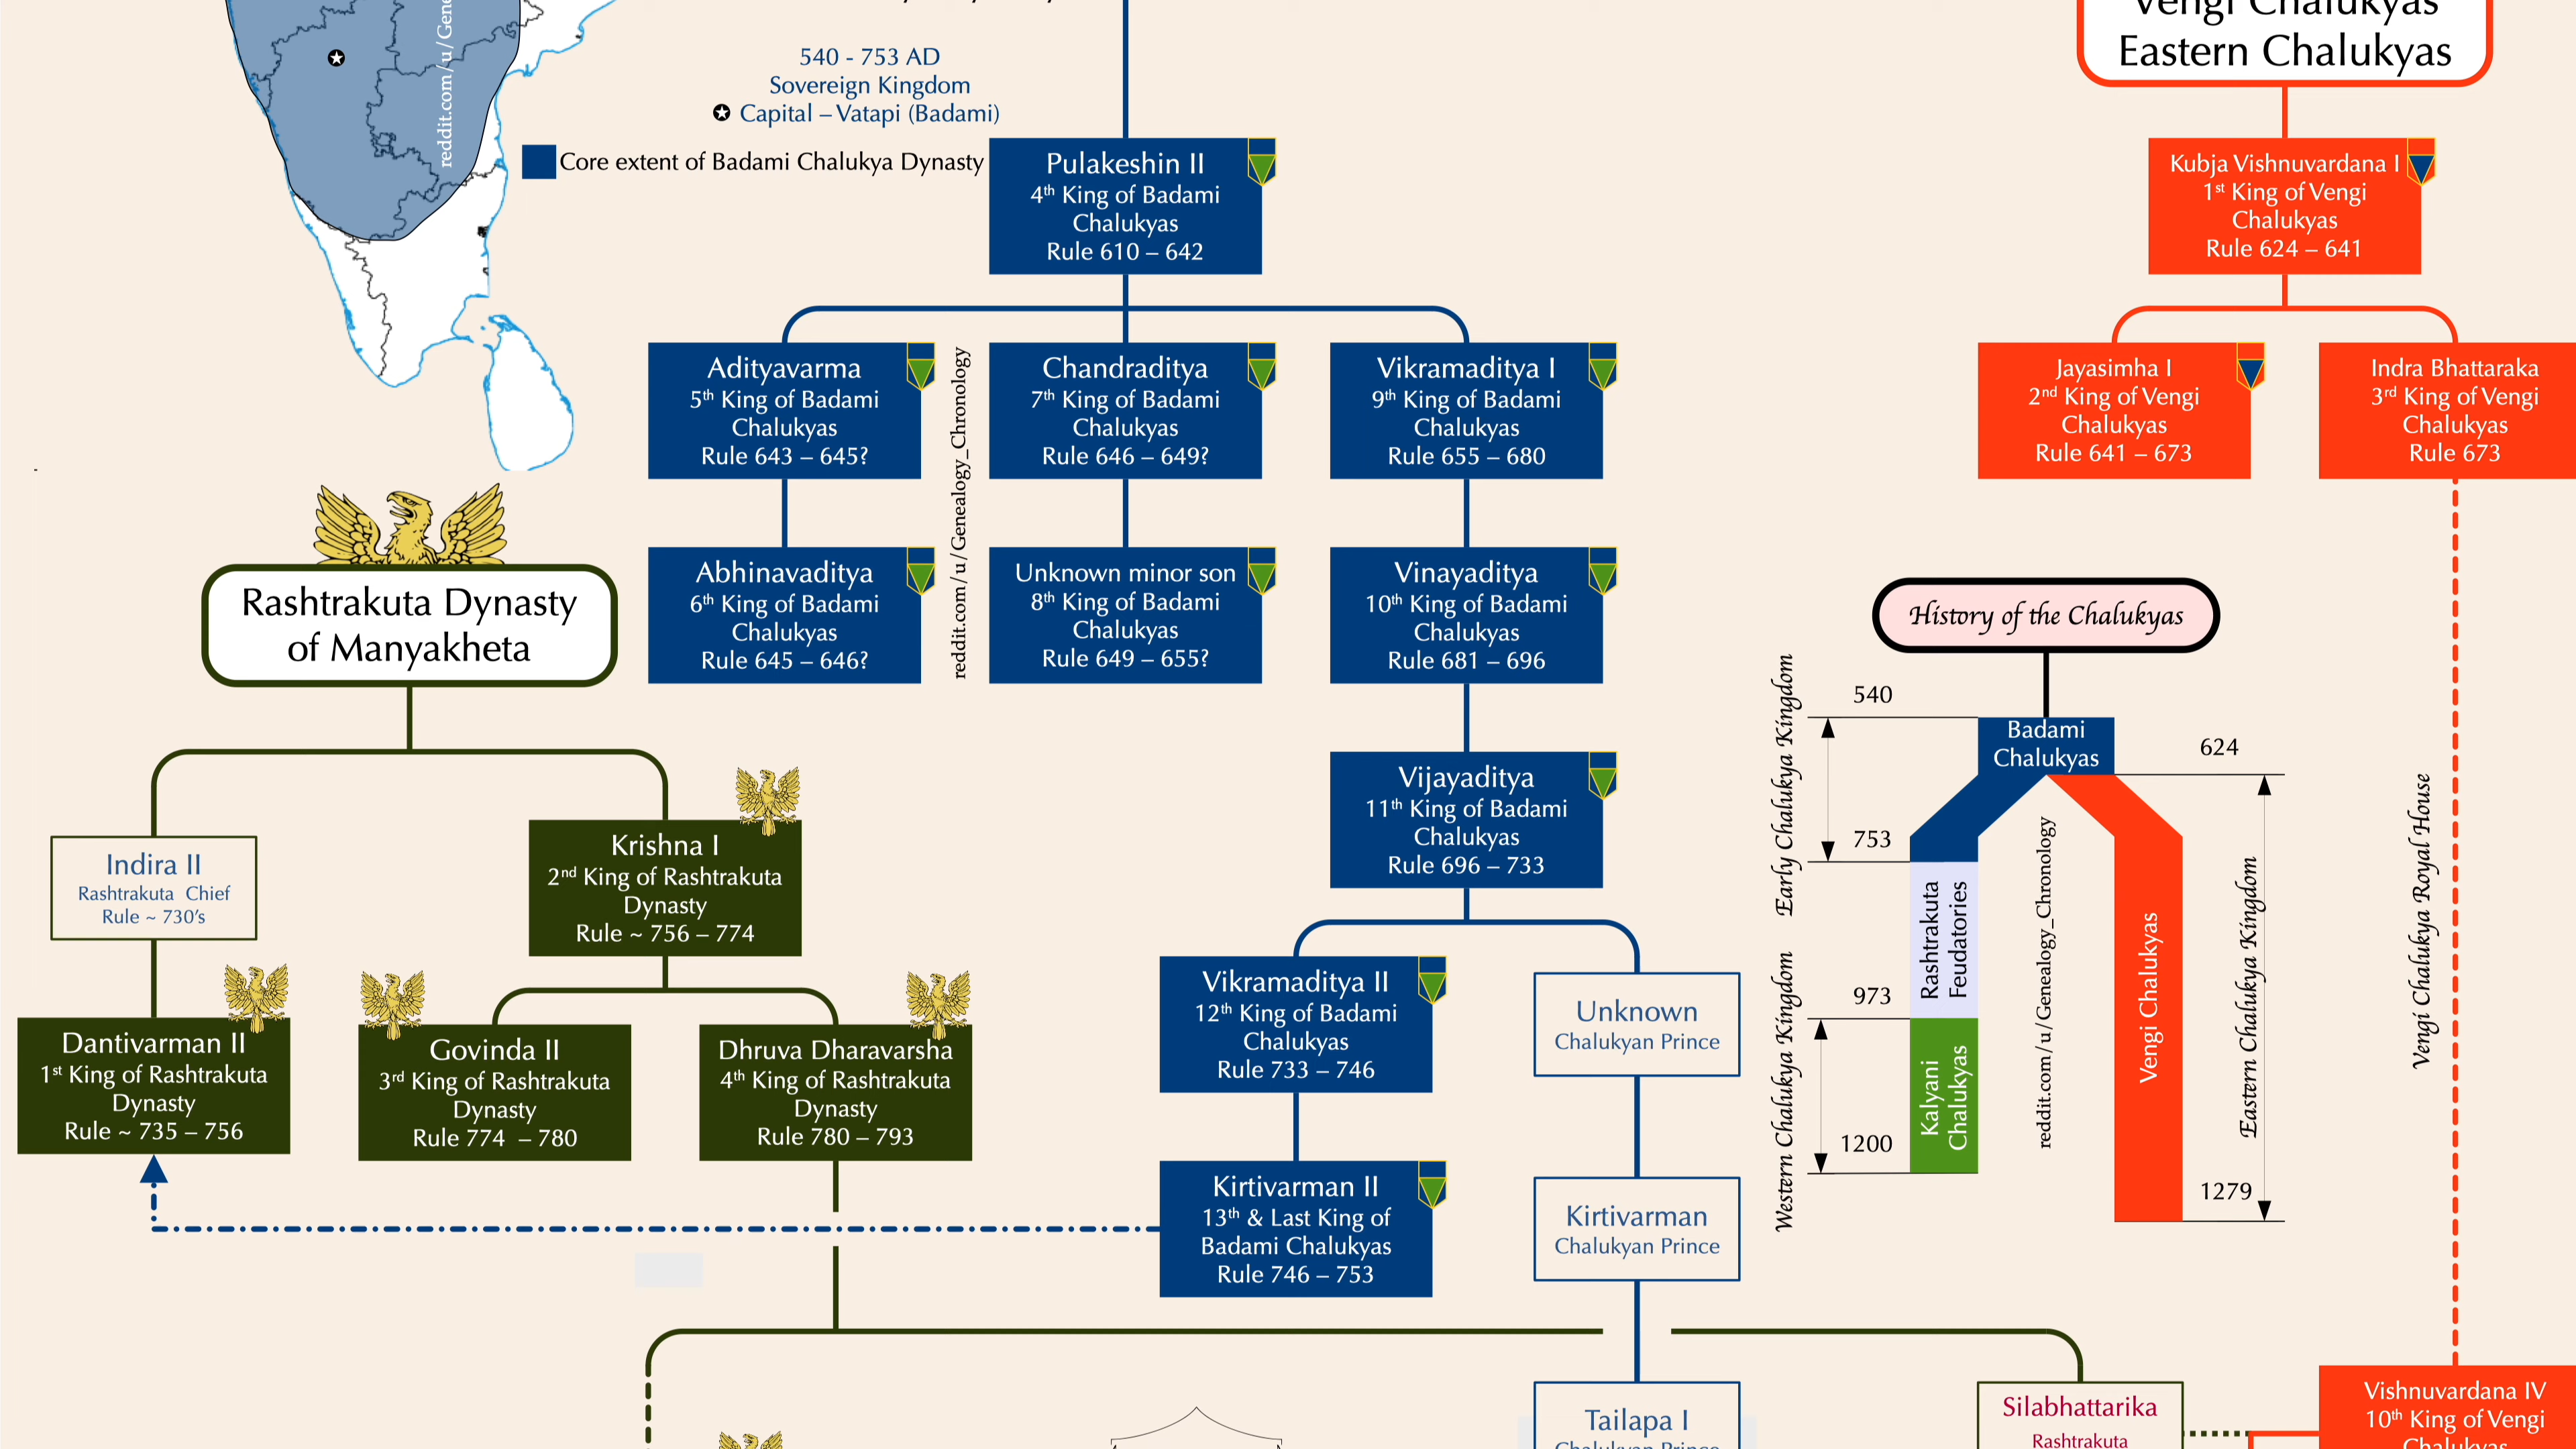 reddit.com/u/Gene
540 - 753 AD
Sovereign Kingdom
Capital – Vatapi (Badami)
Core extent of Badami Chalukya Dynasty
Vengi Chalukyas
Eastern Chalukyas
Pulakeshin II
4th King of Badami
Chalukyas
Rule 610 – 642
Kubja Vishnuvardana I
1st King of Vengi
Chalukyas
Rule 624 – 641
Adityavarma
5th King of Badami
Chalukyas
Rule 643 – 645?
reddit.com/u/Genealogy_Chronology
Chandraditya
7th King of Badami
Chalukyas
Rule 646 – 649?
Vikramaditya I
9th King of Badami
Chalukyas
Rule 655 – 680
Jayasimha I
2nd King of Vengi
Chalukyas
Rule 641 – 673
Indra Bhattaraka
3rd King of Vengi
Chalukyas
Rule 673
Rashtrakuta Dynasty
of Manyakheta
Abhinavaditya
6th King of Badami
Chalukyas
Rule 645 – 646?
Unknown minor son
8th King of Badami
Chalukyas
Rule 649 – 655?
Vinayaditya
10th King of Badami
Chalukyas
Rule 681 – 696
Vijayaditya
11th King of Badami
Chalukyas
Rule 696 – 733
History of the Chalukyas
Early Chalukya Kingdom
Western Chalukya Kingdom
540
753
973
1200
Badami
Chalukyas
Rashtrakuta
Feudatories
Kalyani
Chalukyas
reddit.com/u/Genealogy_Chronology
Vengi Chalukyas
624
1279
Eastern Chalukya Kingdom
Vengi Chalukya Royal House
Indira II
Rashtrakuta Chief
Rule ~ 730's
Krishna I
2nd King of Rashtrakuta
Dynasty
Rule ~ 756 – 774
Dantivarman II
1st King of Rashtrakuta
Dynasty
Rule ~ 735 – 756
Govinda II
3rd King of Rashtrakuta
Dynasty
Rule 774 – 780
Dhruva Dharavarsha
4th King of Rashtrakuta
Dynasty
Rule 780 – 793
Vikramaditya II
12th King of Badami
Chalukyas
Rule 733 – 746
Unknown
Chalukyan Prince
Kirtivarman II
13th & Last King of
Badami Chalukyas
Rule 746 – 753
Kirtivarman
Chalukyan Prince
Tailapa I
Chalukyan Prince
Silabhattarika
Rashtrakuta
Vishnuvardana IV
10th King of Vengi
Chalukyas